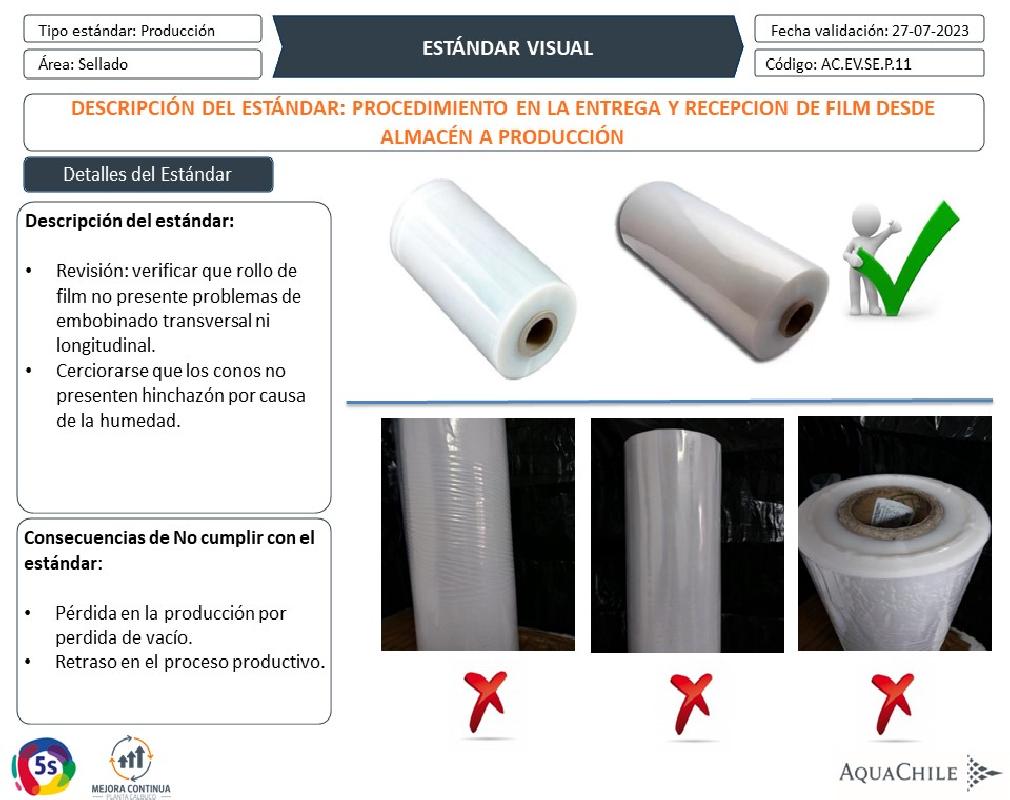 Tipo estándar: Producción
Área: Sellado
ESTÁNDAR VISUAL
Fecha validación: 27-07-2023
Código: AC.EV.SE.P.11
DESCRIPCIÓN DEL ESTÁNDAR: PROCEDIMIENTO EN LA ENTREGA Y RECEPCION DE FILM DESDE
ALMACÉN A PRODUCCIÓN
Detalles del Estándar
Descripción del estándar:
• Revisión: verificar que rollo de
film no presente problemas de
embobinado transversal ni
longitudinal.
• Cerciorarse que los conos no
presenten hinchazón por causa
de la humedad.
Consecuencias de No cumplir con el
estándar:
• Pérdida en la producción por
perdida de vacío.
• Retraso en el proceso productivo.
5s
MEJORA CONTINUA
PLANTA CALBUCO
AQUACHILE